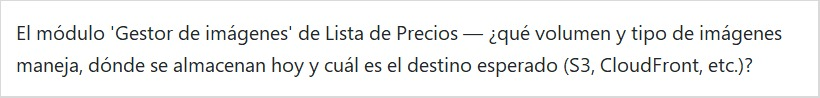 El módulo 'Gestor de imágenes' de Lista de Precios — ¿qué volumen y tipo de imágenes
maneja, dónde se almacenan hoy y cuál es el destino esperado (S3, CloudFront, etc.)?